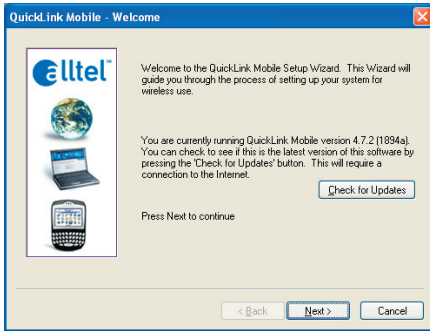 QuickLink Mobile - Welcome
alltel
Welcome to the QuickLink Mobile Setup Wizard. This Wizard will
guide you through the process of setting up your system for
wireless use.
You are currently running QuickLink Mobile version 4.7.2 (1894a).
You can check to see if this is the latest version of this software by
pressing the 'Check for Updates' button. This will require a
connection to the Internet.
Check for Updates
Press Next to continue
< Back
Next >
Cancel